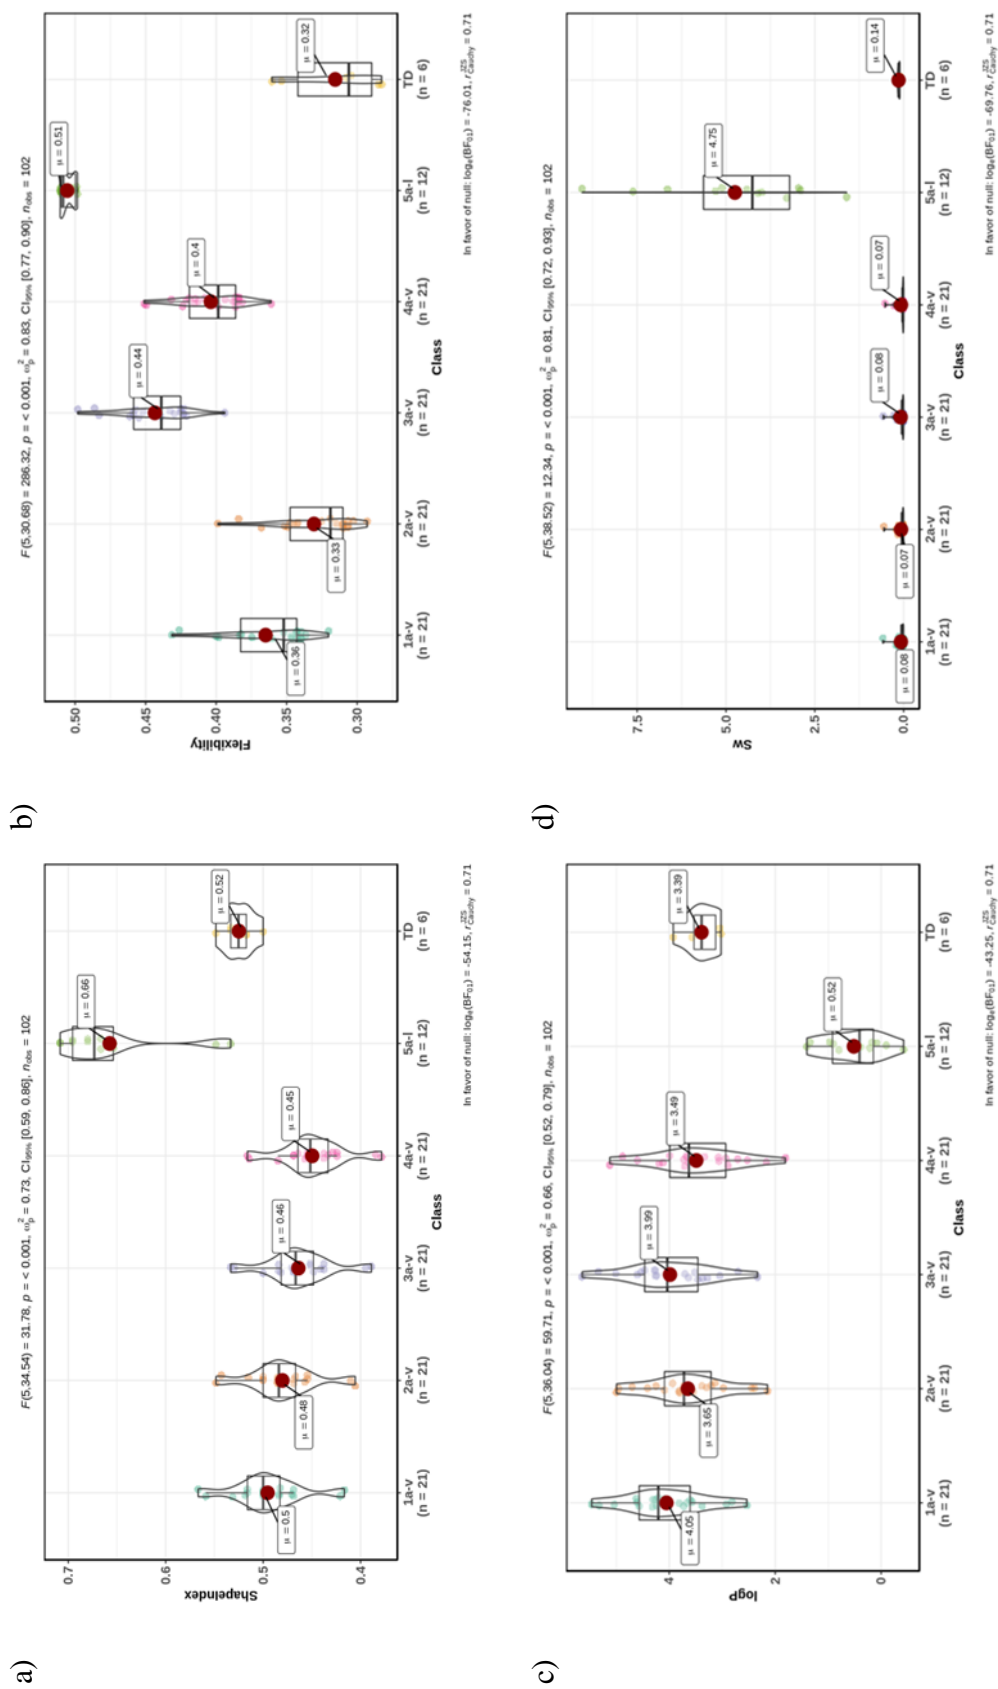 a)
F(5,34.54) = 31.78, p = < 0.001, ω²p = 0.73, CI95% [0.59, 0.86], nobs = 102
ShapeIndex
0.7
0.6
0.5
0.4
μ = 0.5
μ = 0.48
μ = 0.46
μ = 0.45
μ = 0.66
μ = 0.52
1a-v
(n = 21)
2a-v
(n = 21)
3a-v
(n = 21)
4a-v
(n = 21)
5a-l
(n = 12)
TD
(n = 6)
Class
In favor of null: loge(BF01) = -54.15, rJZSCauchy = 0.71
b)
F(5,30.68) = 286.32, p = < 0.001, ω²p = 0.83, CI95% [0.77, 0.90], nobs = 102
Flexibility
0.50
0.45
0.40
0.35
0.30
μ = 0.36
μ = 0.33
μ = 0.44
μ = 0.4
μ = 0.51
μ = 0.32
1a-v
(n = 21)
2a-v
(n = 21)
3a-v
(n = 21)
4a-v
(n = 21)
5a-l
(n = 12)
TD
(n = 6)
Class
In favor of null: loge(BF01) = -76.01, rJZSCauchy = 0.71
c)
F(5,36.04) = 59.71, p = < 0.001, ω²p = 0.66, CI95% [0.52, 0.79], nobs = 102
logP
4
2
0
μ = 4.05
μ = 3.65
μ = 3.99
μ = 3.49
μ = 0.52
μ = 3.39
1a-v
(n = 21)
2a-v
(n = 21)
3a-v
(n = 21)
4a-v
(n = 21)
5a-l
(n = 12)
TD
(n = 6)
Class
In favor of null: loge(BF01) = -43.25, rJZSCauchy = 0.71
d)
F(5,38.52) = 12.34, p = < 0.001, ω²p = 0.81, CI95% [0.72, 0.93], nobs = 102
Sw
7.5
5.0
2.5
0.0
μ = 0.08
μ = 0.07
μ = 0.08
μ = 0.07
μ = 4.75
μ = 0.14
1a-v
(n = 21)
2a-v
(n = 21)
3a-v
(n = 21)
4a-v
(n = 21)
5a-l
(n = 12)
TD
(n = 6)
Class
In favor of null: loge(BF01) = -69.76, rJZSCauchy = 0.71